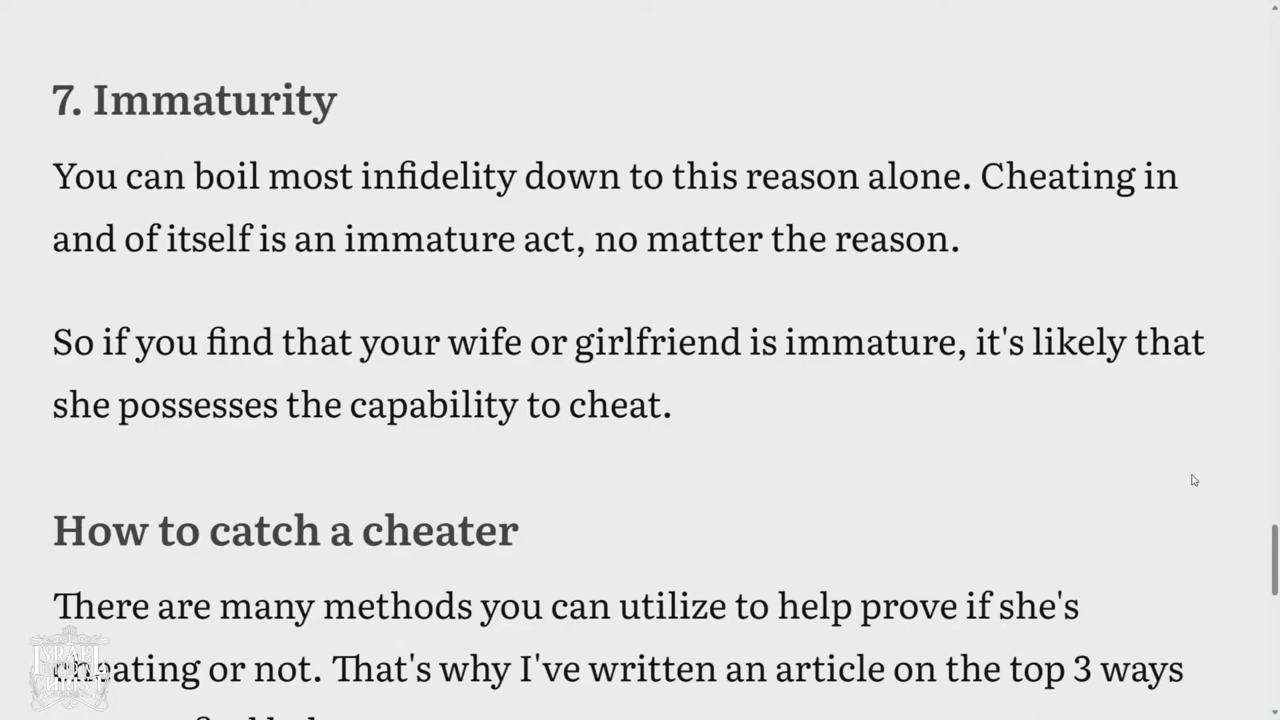 7. Immaturity
You can boil most infidelity down to this reason alone. Cheating in
and of itself is an immature act, no matter the reason.
So if you find that your wife or girlfriend is immature, it's likely that
she possesses the capability to cheat.
How to catch a cheater
There are many methods you can utilize to help prove if she's
cheating or not. That's why I've written an article on the top 3 ways
ISRAEL
CHRIST